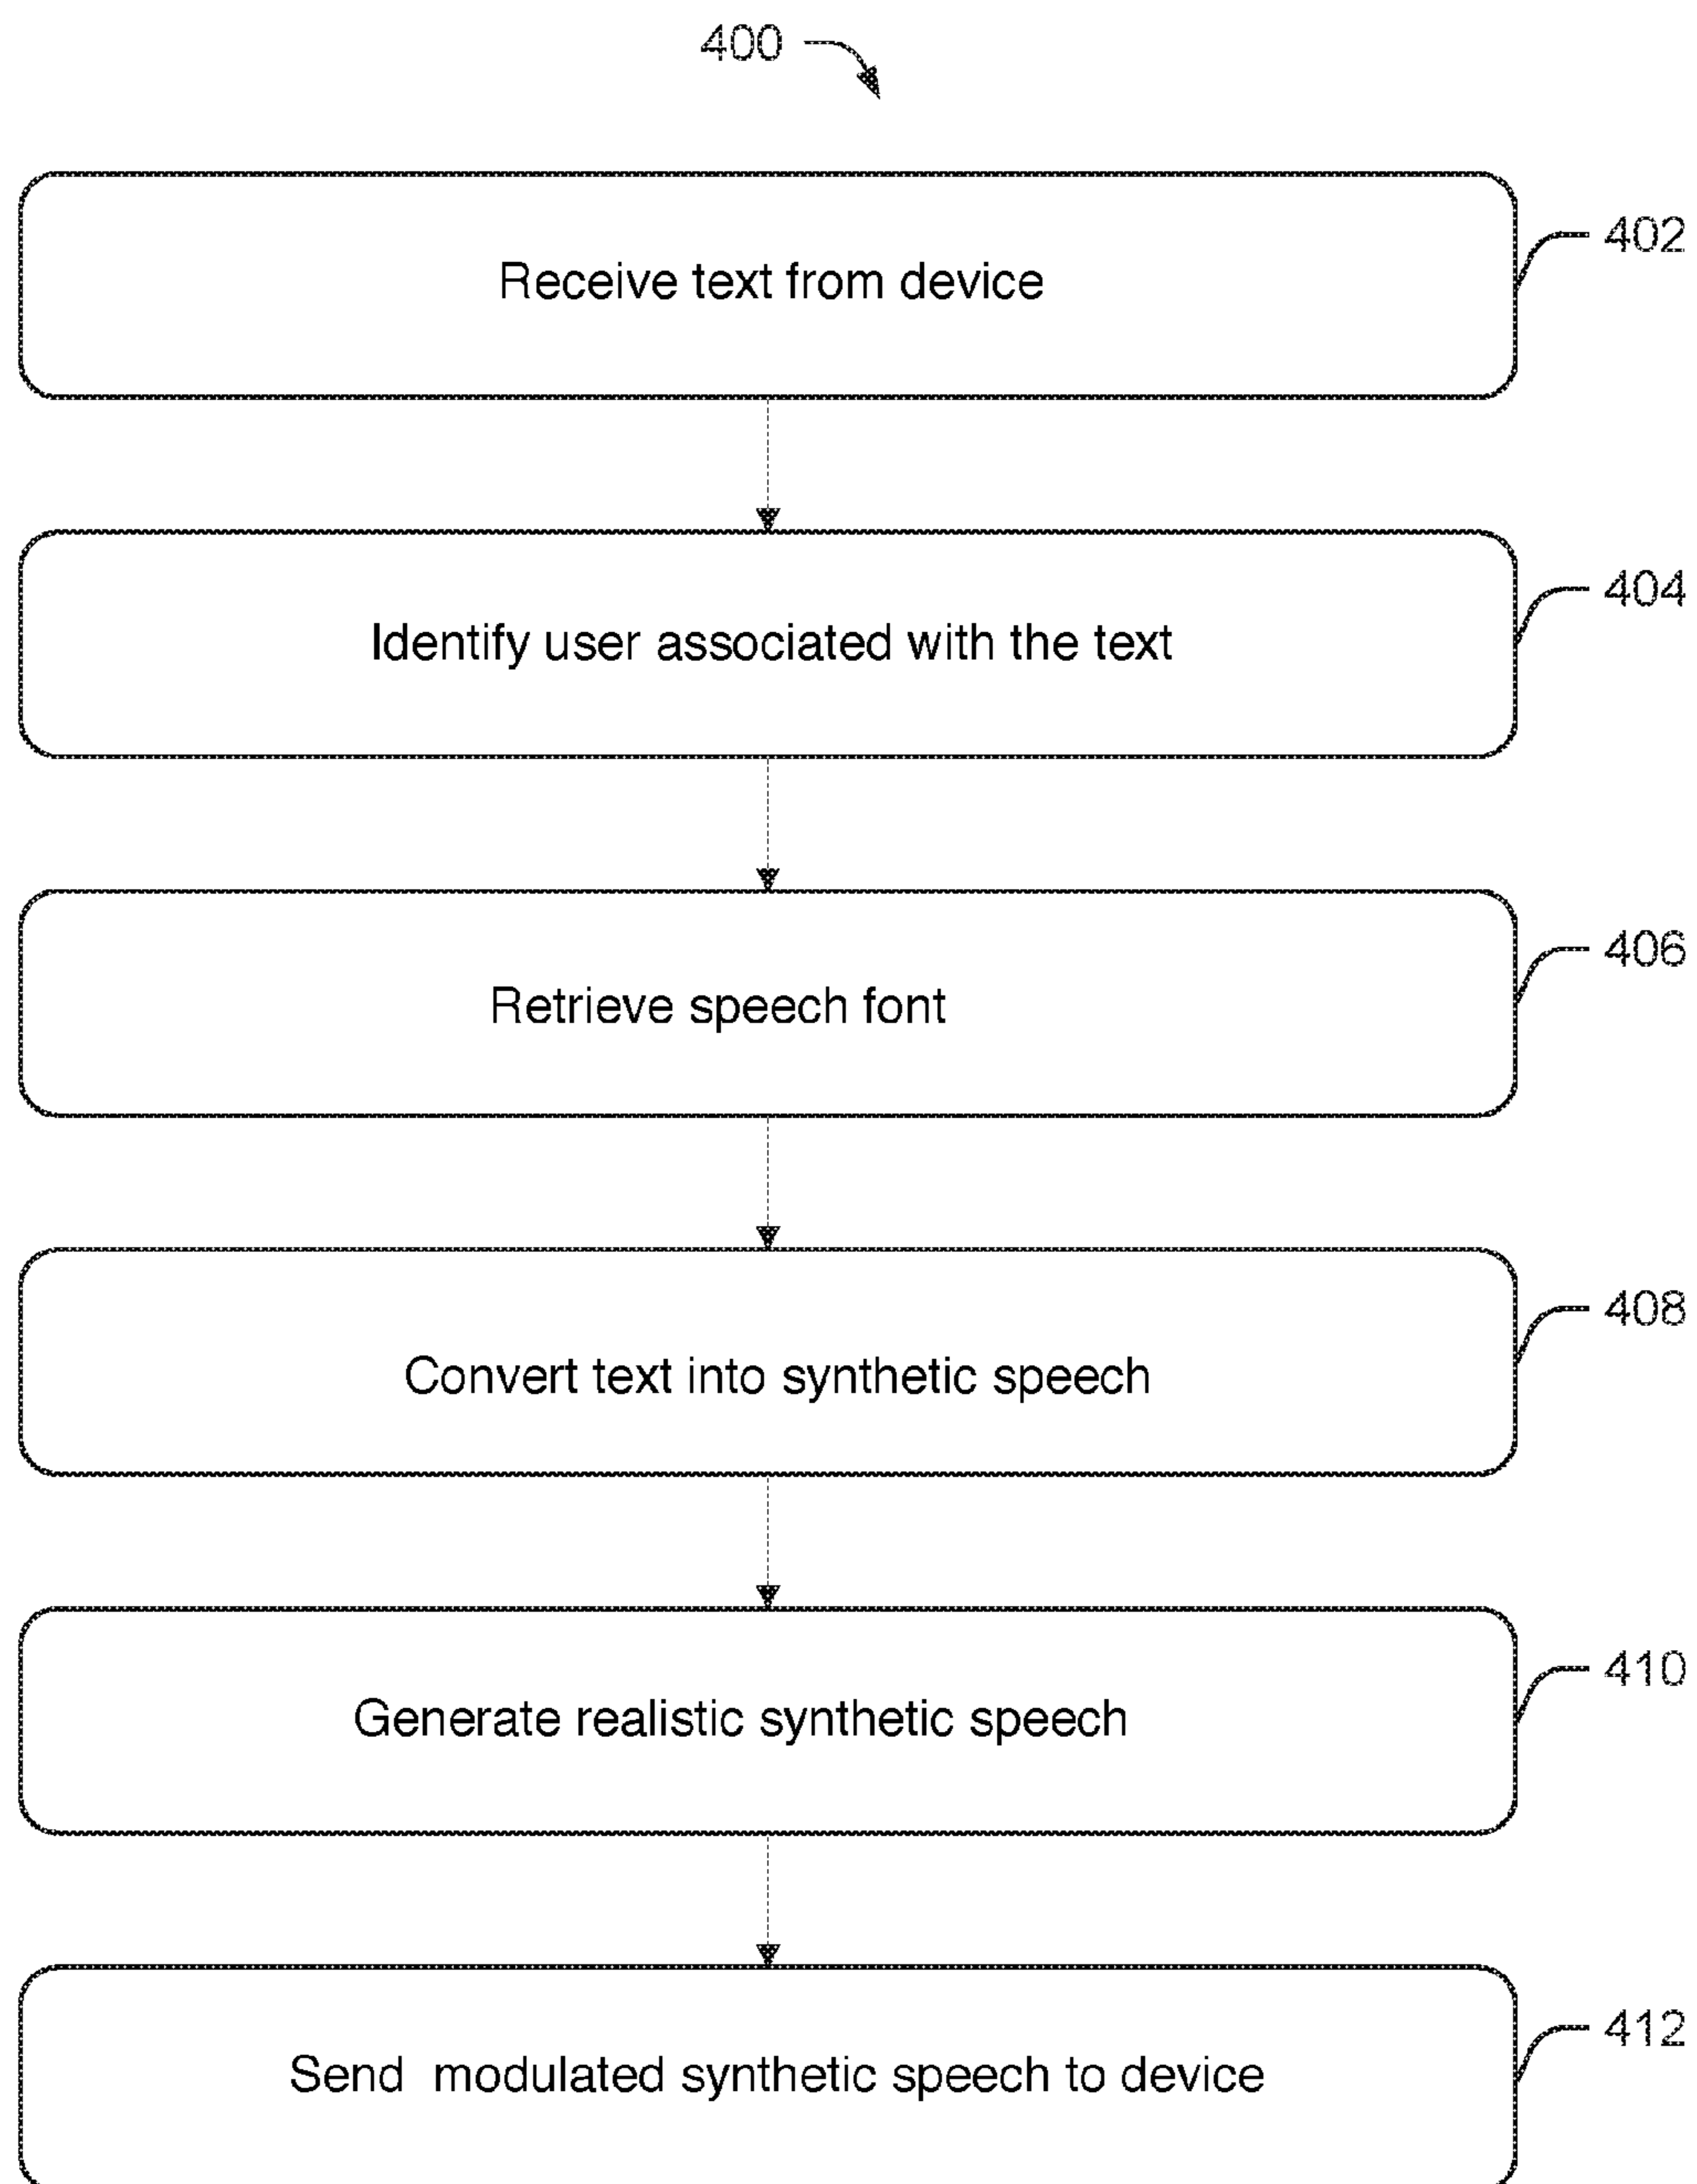 400
Receive text from device
402
Identify user associated with the text
404
Retrieve speech font
406
Convert text into synthetic speech
408
Generate realistic synthetic speech
410
Send modulated synthetic speech to device
412